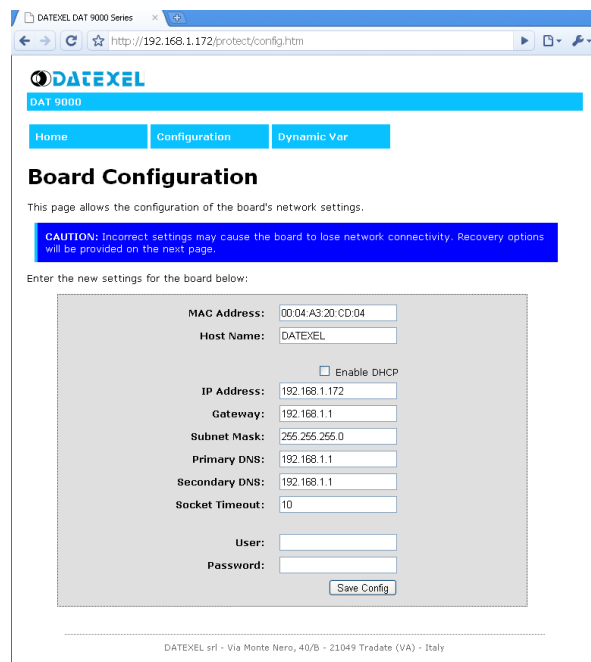 DATEXEL DAT 9000 Series
http://192.168.1.172/protect/config.htm
DATEXEL
DAT 9000
Home Configuration Dynamic Var
Board Configuration
This page allows the configuration of the board's network settings.
CAUTION: Incorrect settings may cause the board to lose network connectivity. Recovery options
will be provided on the next page.
Enter the new settings for the board below:
MAC Address: 00:04:A3:20:CD:04
Host Name: DATEXEL
Enable DHCP
IP Address: 192.168.1.172
Gateway: 192.168.1.1
Subnet Mask: 255.255.255.0
Primary DNS: 192.168.1.1
Secondary DNS: 192.168.1.1
Socket Timeout: 10
User:
Password:
Save Config
DATEXEL srl - Via Monte Nero, 40/B - 21049 Tradate (VA) - Italy